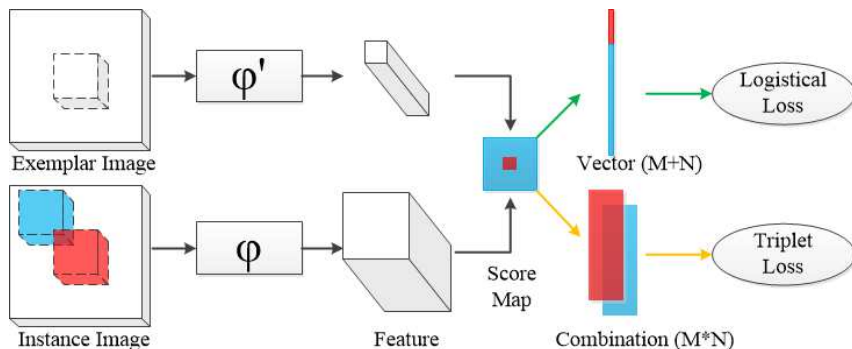 φ'
Logistical
Loss
Exemplar Image
Vector (M+N)
φ
Triplet
Loss
Score
Map
Instance Image
Feature
Combination (M*N)